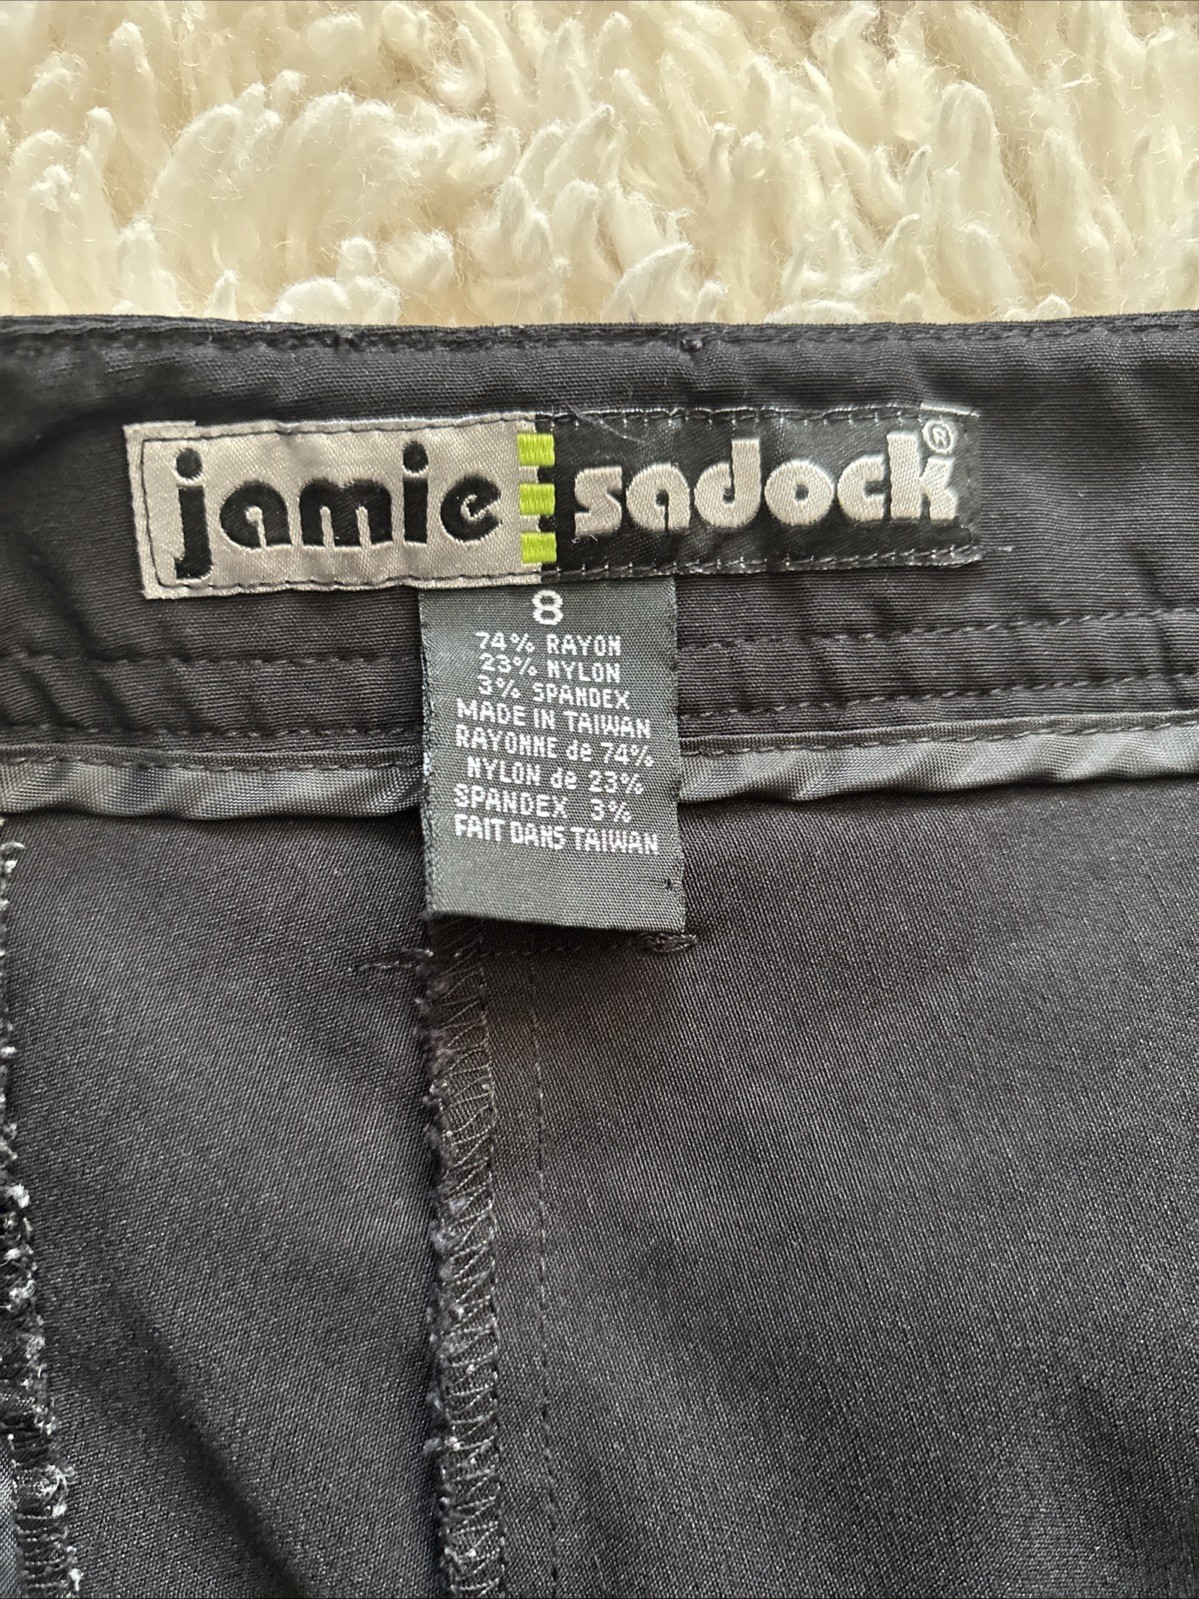 jamie sadock®
8
74% RAYON
23% NYLON
3% SPANDEX
MADE IN TAIWAN
RAYONNE de 74%
NYLON de 23%
SPANDEX 3%
FAIT DANS TAIWAN